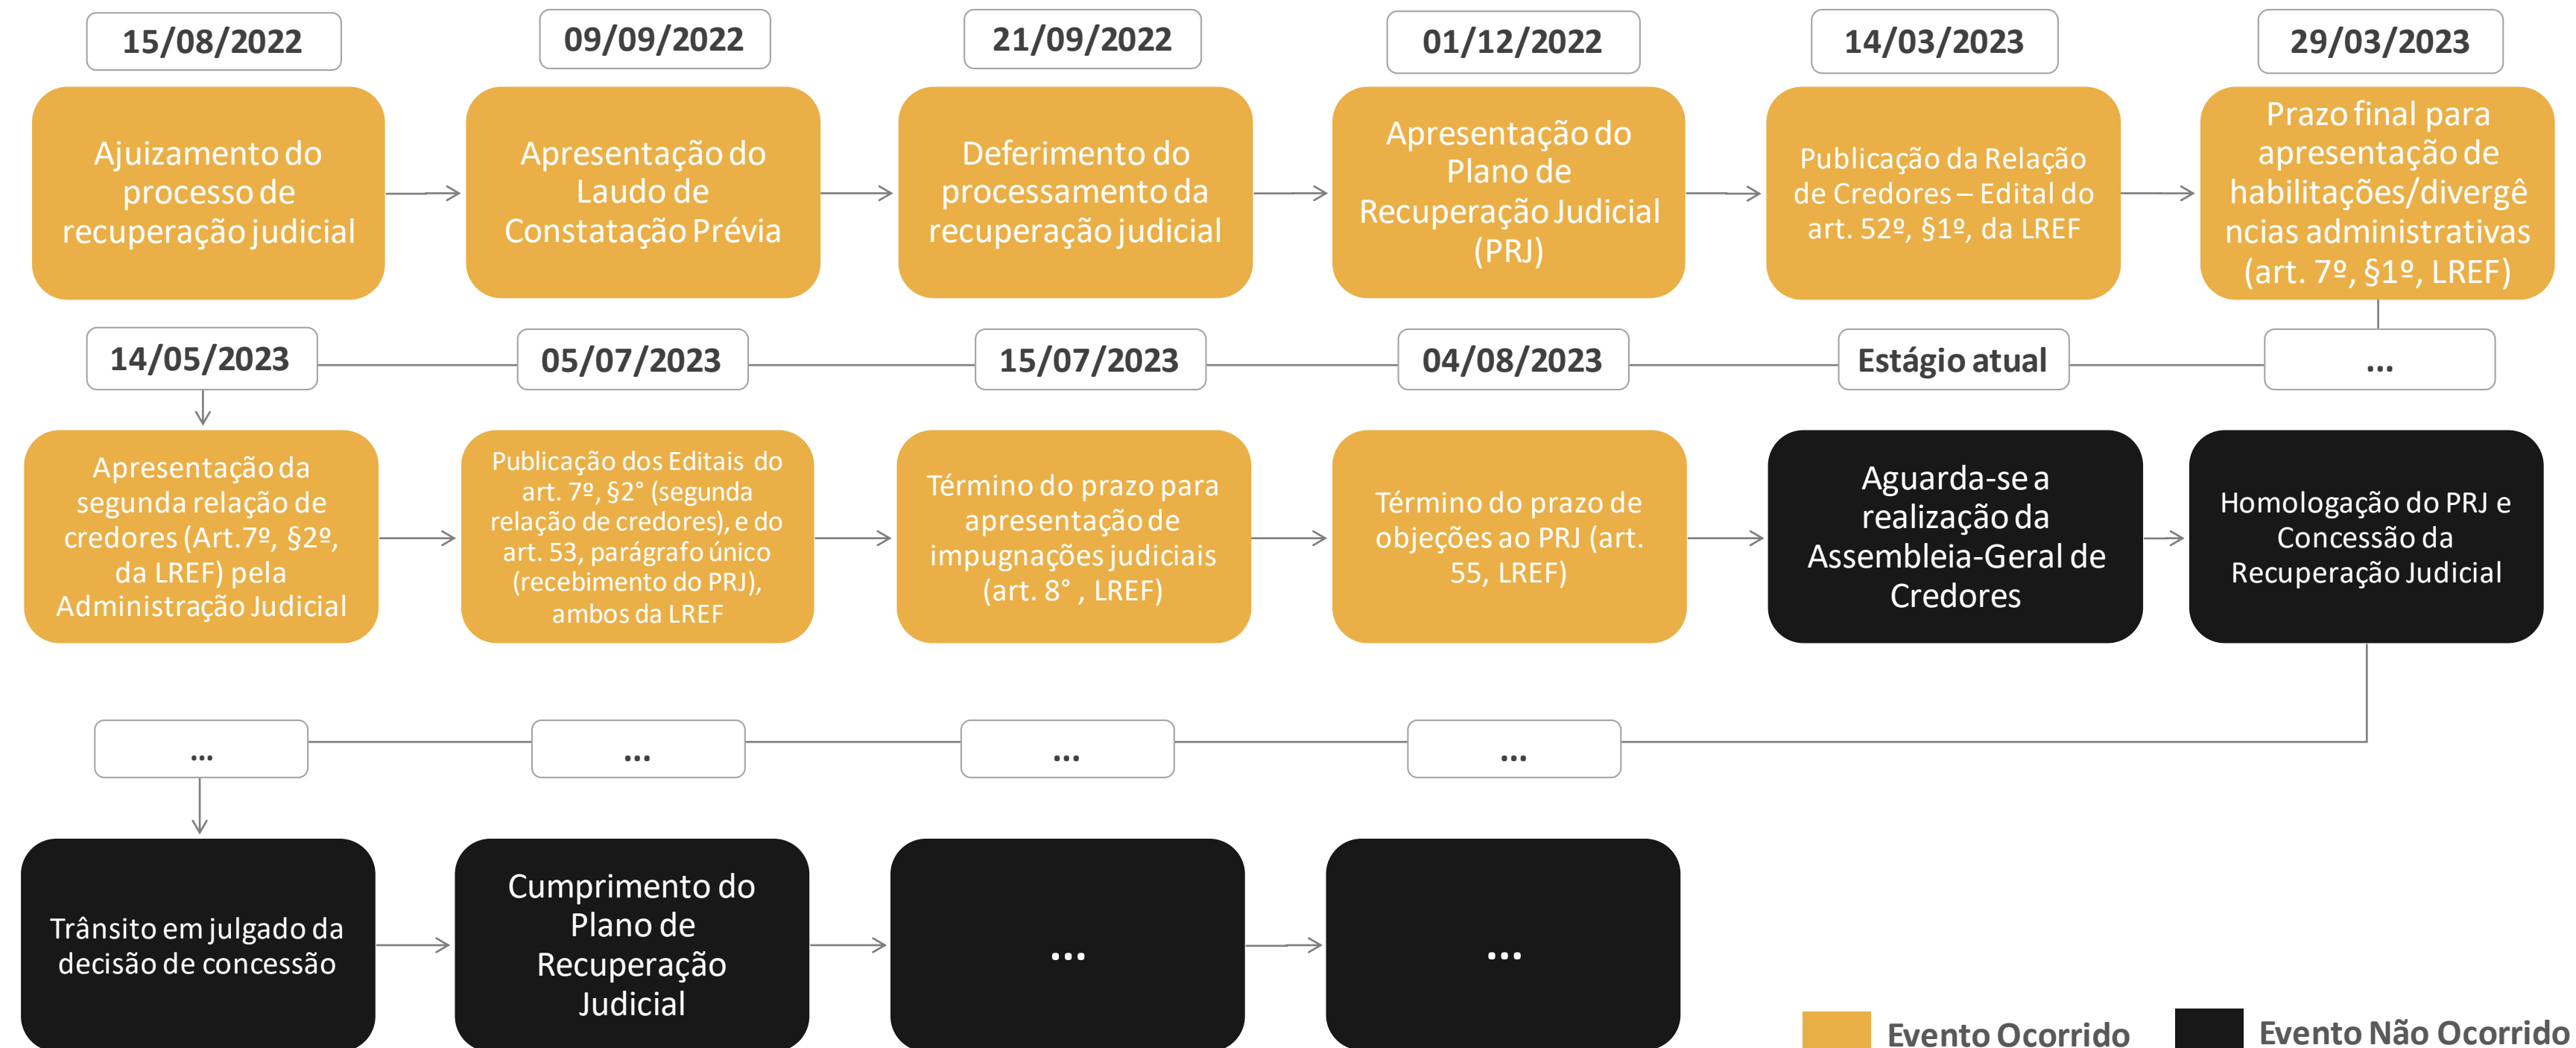 15/08/2022
09/09/2022
21/09/2022
01/12/2022
14/03/2023
29/03/2023
Ajuizamento do
processo de
recuperação judicial
Apresentação do
Laudo de
Constatação Prévia
Deferimento do
processamento da
recuperação judicial
Apresentação do
Plano de
Recuperação Judicial
(PRJ)
Publicação da Relação
de Credores – Edital do
art. 52º, §1º, da LREF
Prazo final para
apresentação de
habilitações/divergê
ncias administrativas
(art. 7º, §1º, LREF)
14/05/2023
05/07/2023
15/07/2023
04/08/2023
Estágio atual
...
Apresentação da
segunda relação de
credores (Art.7º, §2º,
da LREF) pela
Administração Judicial
Publicação dos Editais do
art. 7º, §2° (segunda
relação de credores), e do
art. 53, parágrafo único
(recebimento do PRJ),
ambos da LREF
Término do prazo para
apresentação de
impugnações judiciais
(art. 8° , LREF)
Término do prazo de
objeções ao PRJ (art.
55, LREF)
Aguarda-se a
realização da
Assembleia-Geral de
Credores
Homologação do PRJ e
Concessão da
Recuperação Judicial
...
...
...
...
Trânsito em julgado da
decisão de concessão
Cumprimento do
Plano de
Recuperação
Judicial
...
...
Evento Ocorrido
Evento Não Ocorrido